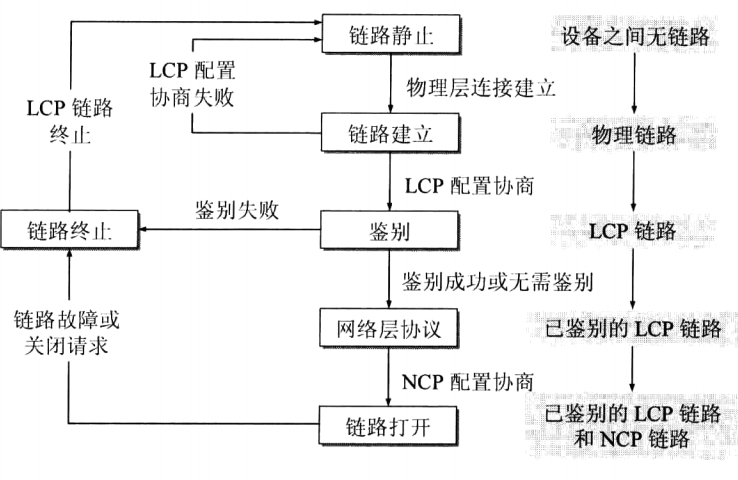 链路静止
设备之间无链路
LCP 配置
协商失败
物理层连接建立
LCP 链路
终止
链路建立
物理链路
LCP 配置协商
鉴别失败
链路终止
鉴别
LCP 链路
鉴别成功或无需鉴别
链路故障或
关闭请求
网络层协议
已鉴别的 LCP 链路
NCP 配置协商
链路打开
已鉴别的 LCP 链路
和 NCP 链路